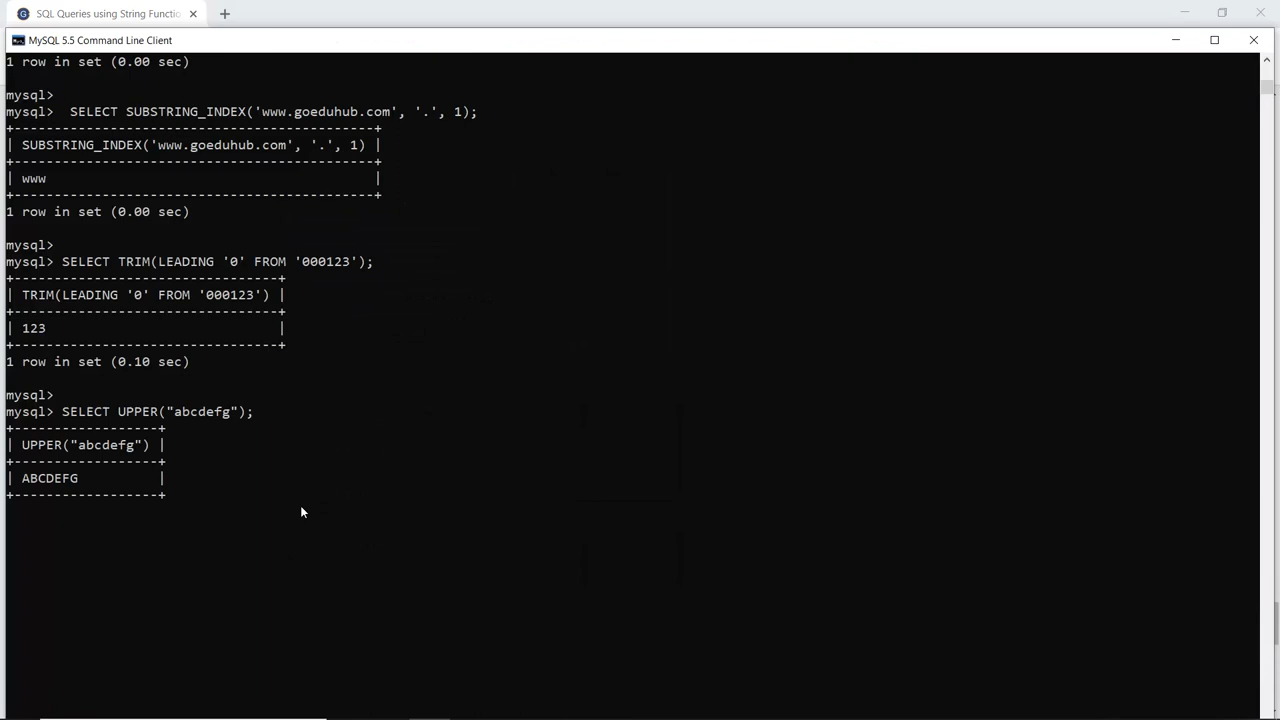 SQL Queries using String Functio
MySQL 5.5 Command Line Client
1 row in set (0.00 sec)
mysql>
mysql>  SELECT SUBSTRING_INDEX('www.goeduhub.com', '.', 1);
+---------------------------------------------+
| SUBSTRING_INDEX('www.goeduhub.com', '.', 1) |
+---------------------------------------------+
| www                                         |
+---------------------------------------------+
1 row in set (0.00 sec)
mysql>
mysql> SELECT TRIM(LEADING '0' FROM '000123');
+---------------------------------+
| TRIM(LEADING '0' FROM '000123') |
+---------------------------------+
| 123                             |
+---------------------------------+
1 row in set (0.10 sec)
mysql>
mysql> SELECT UPPER("abcdefg");
+------------------+
| UPPER("abcdefg") |
+------------------+
| ABCDEFG          |
+------------------+